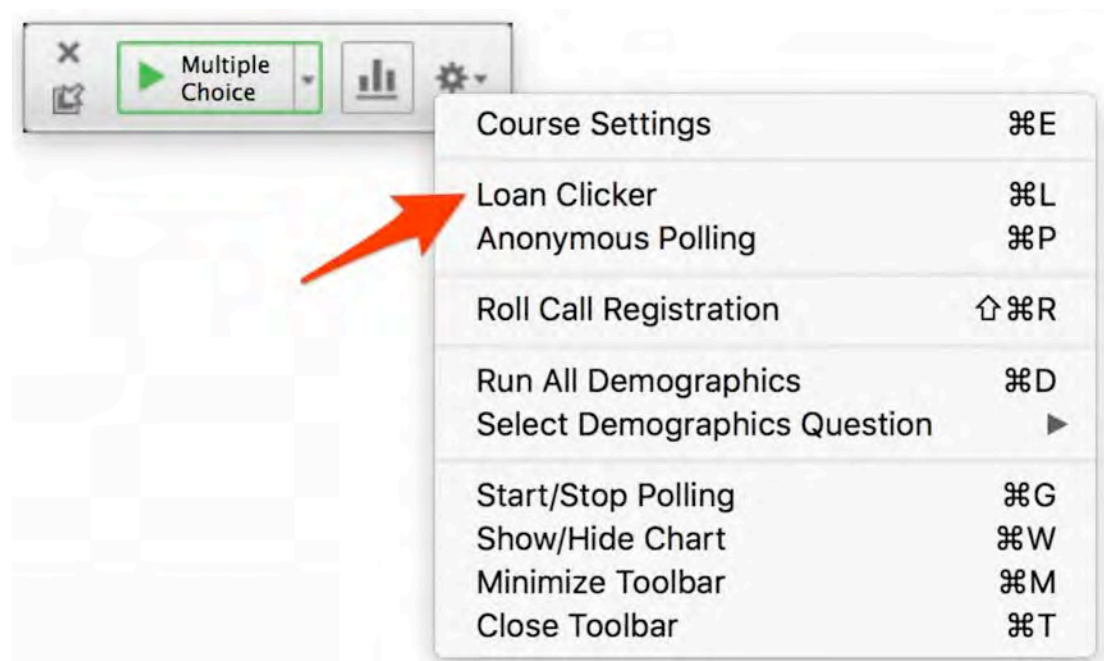 Multiple
Choice
Course Settings ⌘E
Loan Clicker ⌘L
Anonymous Polling ⌘P
Roll Call Registration ⇧⌘R
Run All Demographics ⌘D
Select Demographics Question ▶
Start/Stop Polling ⌘G
Show/Hide Chart ⌘W
Minimize Toolbar ⌘M
Close Toolbar ⌘T